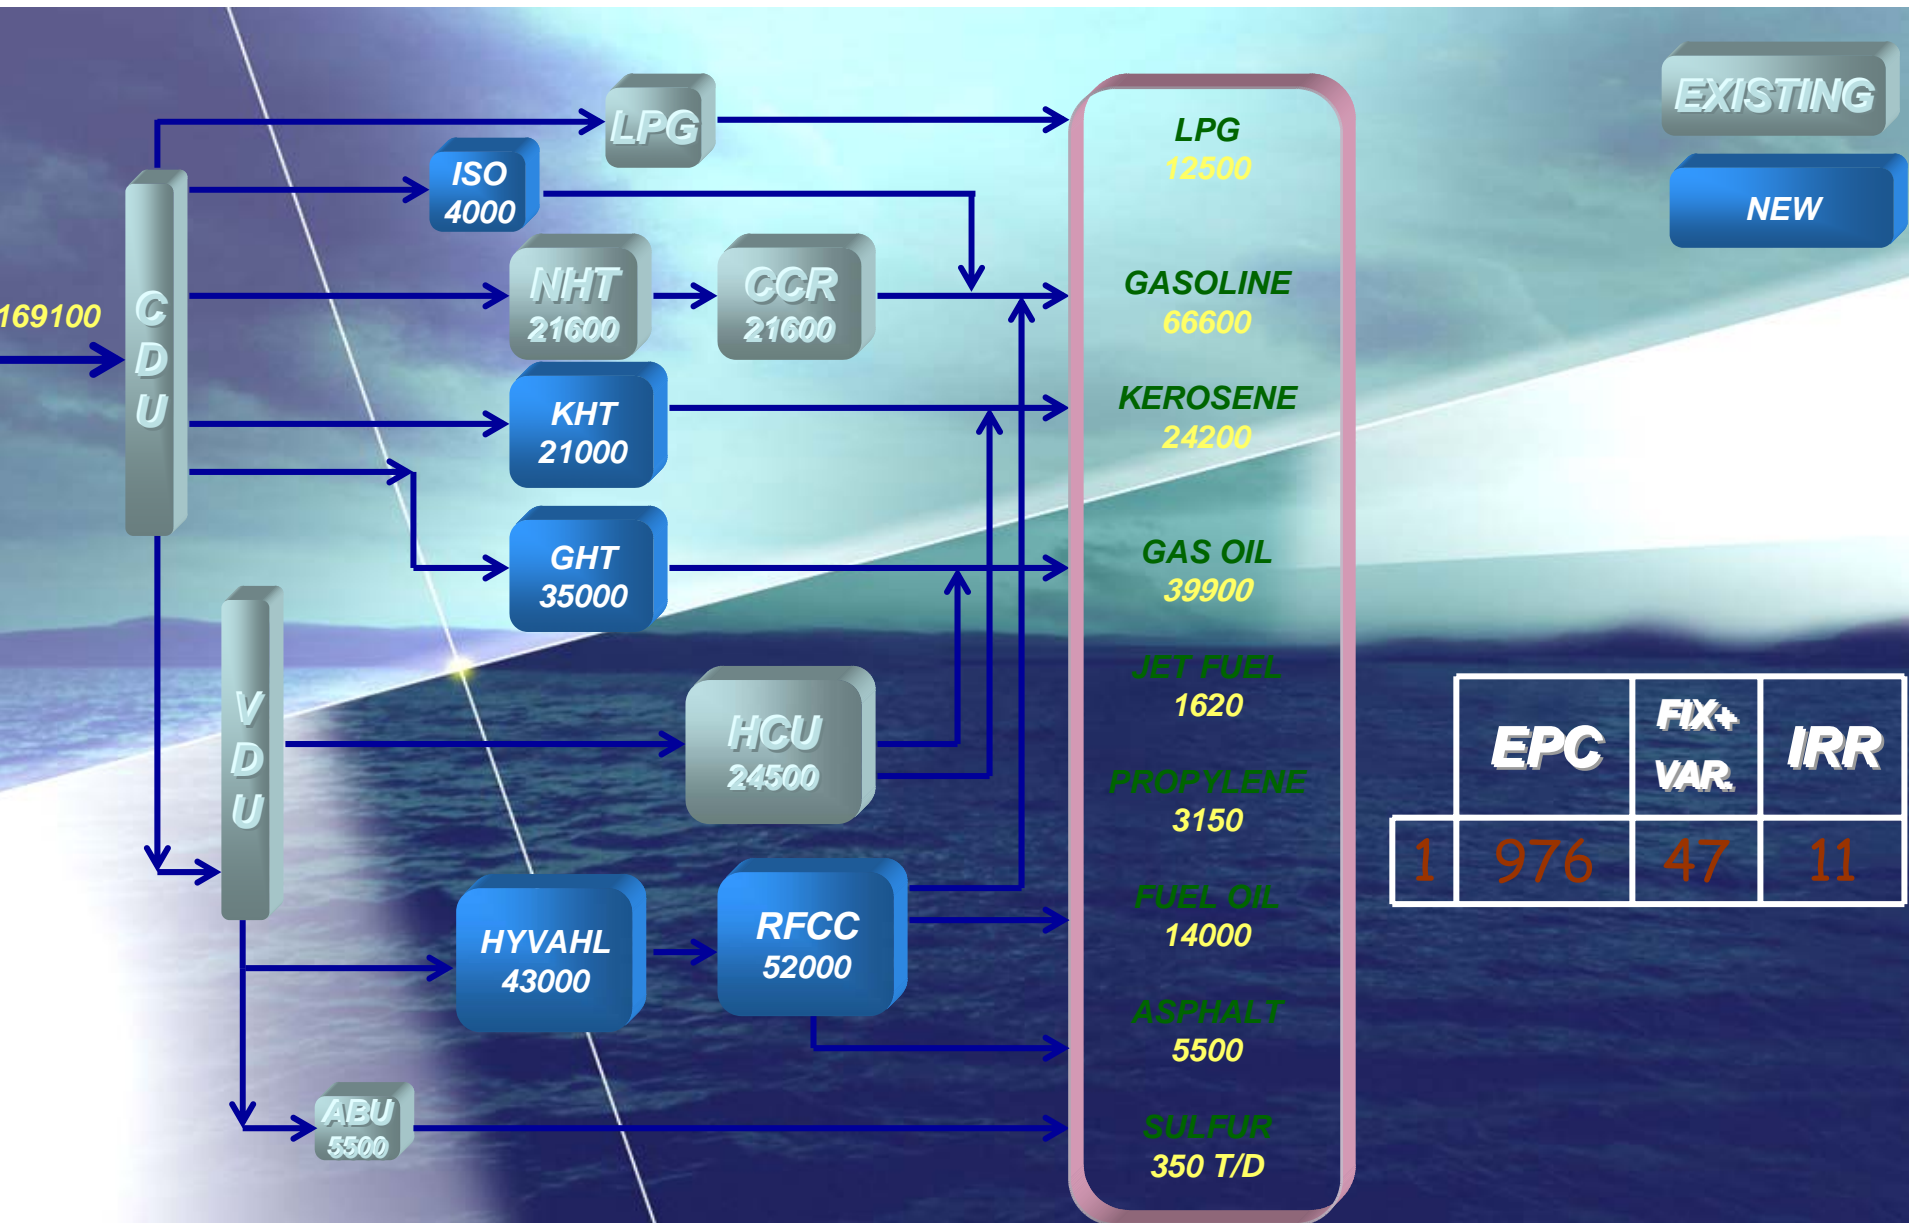 EXISTING
NEW
169100
C
D
U
LPG
ISO
4000
NHT
21600
CCR
21600
KHT
21000
GHT
35000
V
D
U
HCU
24500
HYVAHL
43000
RFCC
52000
ABU
5500
LPG
12500
GASOLINE
66600
KEROSENE
24200
GAS OIL
39900
JET FUEL
1620
PROPYLENE
3150
FUEL OIL
14000
ASPHALT
5500
SULFUR
350 T/D
EPC FIX+ VAR. IRR
1 976 47 11